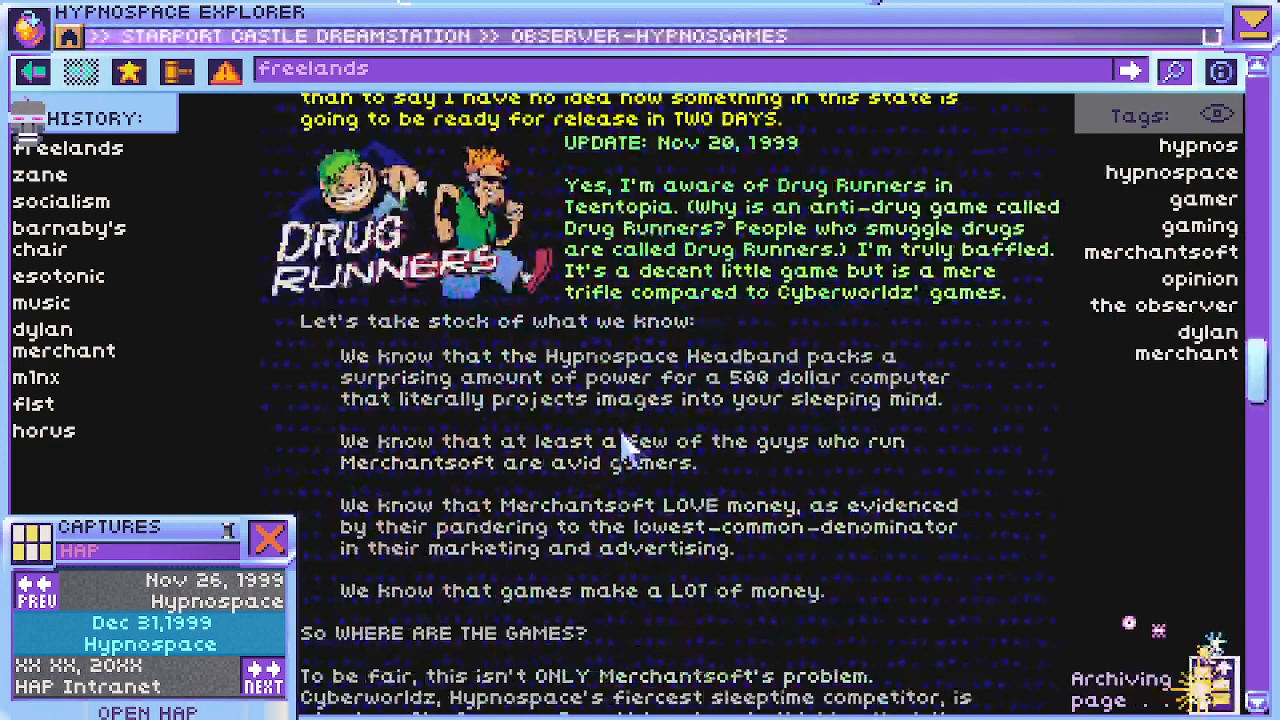 HYPNOSPACE EXPLORER
>> STARPORT CASTLE DREAMSTATION >> OBSERVER-HYPNOSGAMES
freelands
HISTORY:
freelands
zane
socialism
barnaby's
chair
esotonic
music
dylan
merchant
m1nx
f1st
horus
than to say I have no idea how something in this state is
going to be ready for release in TWO DAYS.
DRUG
RUNNERS
UPDATE: Nov 20, 1999
Yes, I'm aware of Drug Runners in
Teentopia. (Why is an anti-drug game called
Drug Runners? People who smuggle drugs
are called Drug Runners.) I'm truly baffled.
It's a decent little game but is a mere
trifle compared to Cyberworldz' games.
Let's take stock of what we know:
We know that the Hypnospace Headband packs a
surprising amount of power for a 500 dollar computer
that literally projects images into your sleeping mind.
We know that at least a few of the guys who run
Merchantsoft are avid gamers.
We know that Merchantsoft LOVE money, as evidenced
by their pandering to the lowest-common-denominator
in their marketing and advertising.
We know that games make a LOT of money.
So WHERE ARE THE GAMES?
To be fair, this isn't ONLY Merchantsoft's problem.
Cyberworldz, Hypnospace's fiercest sleeptime competitor, is
Tags:
hypnos
hypnospace
gamer
gaming
merchantsoft
opinion
the observer
dylan
merchant
CAPTURES
HAP
PREV
Nov 26, 1999
Hypnospace
Dec 31,1999
Hypnospace
XX XX, 20XX
HAP Intranet
NEXT
OPEN HAP
Archiving
page . .